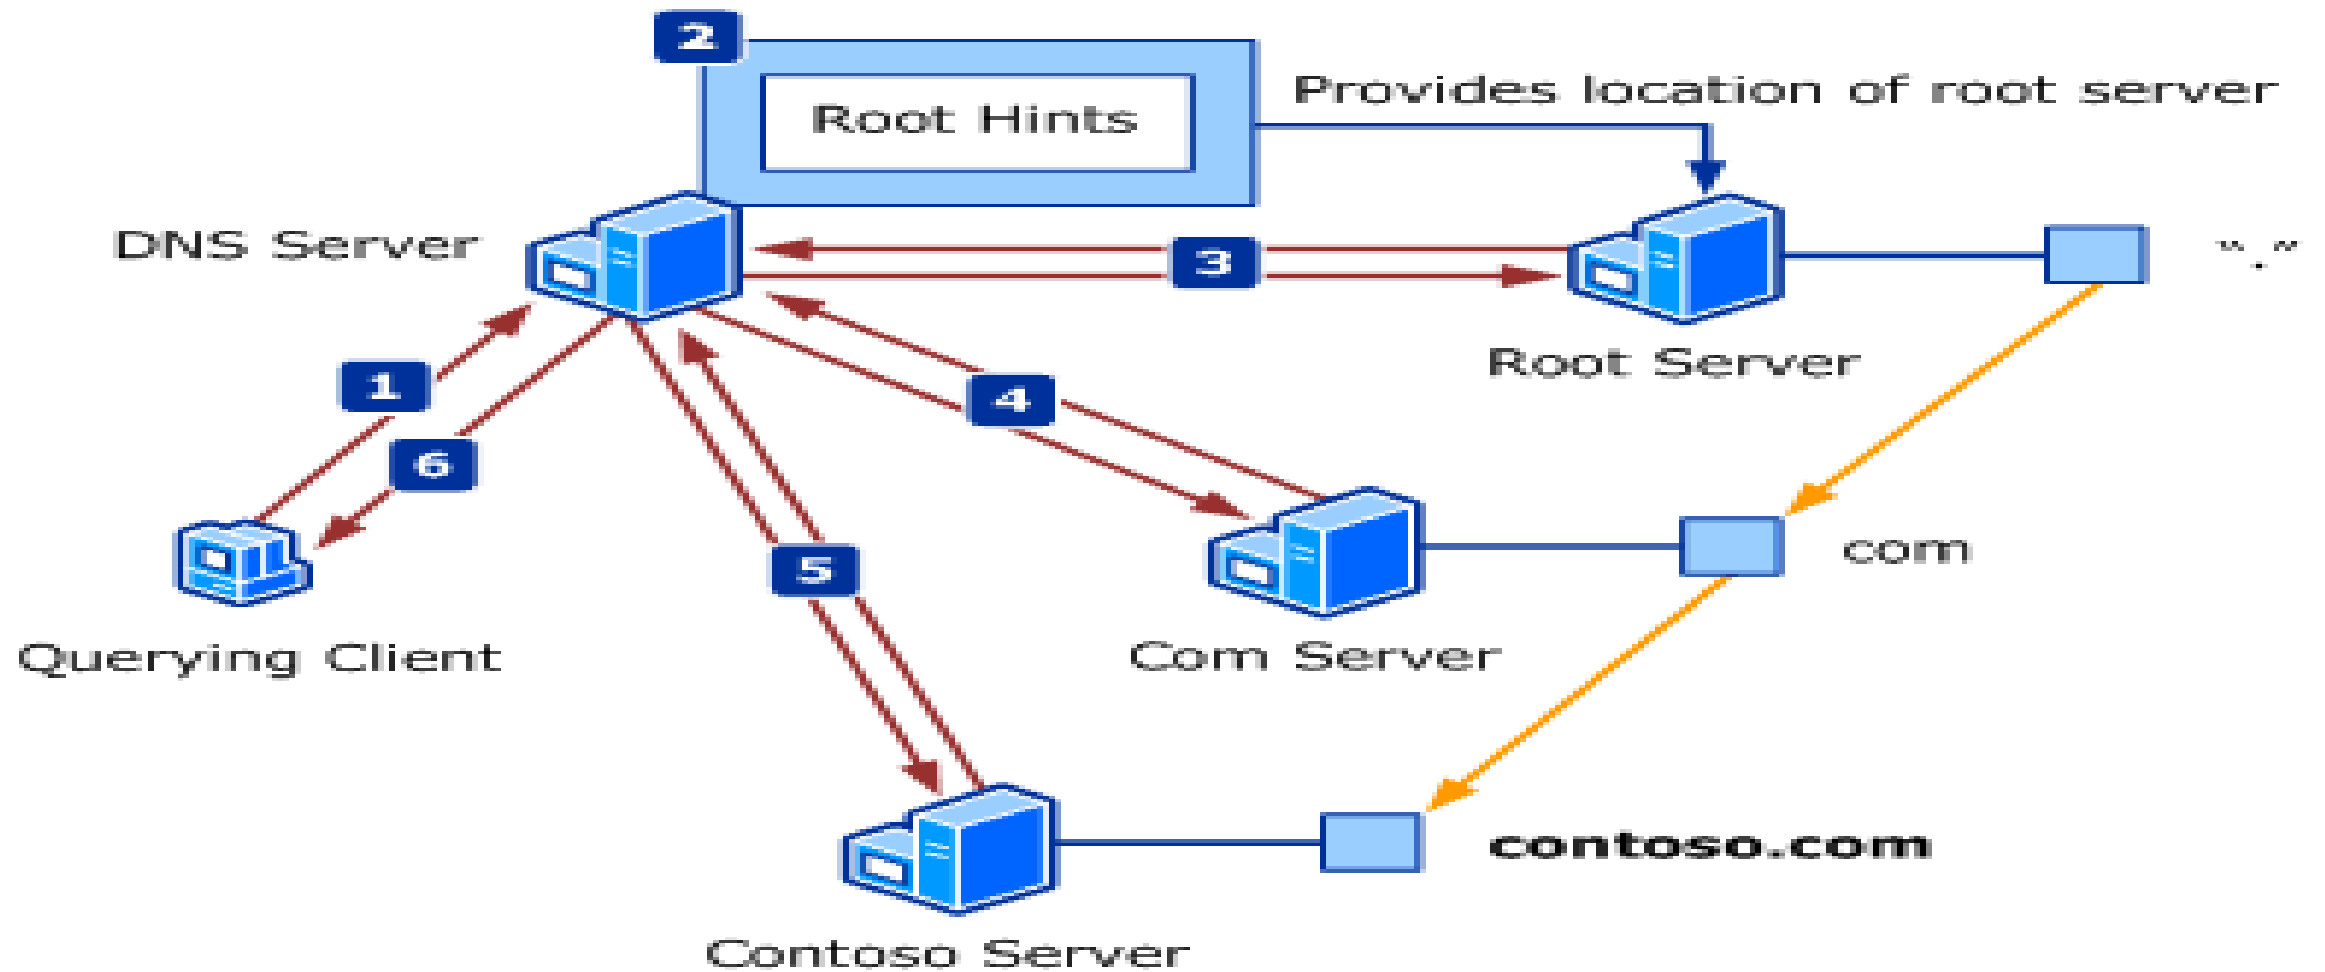 2
Root Hints
Provides location of root server
DNS Server
3
"."
Root Server
1
4
6
com
5
Querying Client
Com Server
contoso.com
Contoso Server